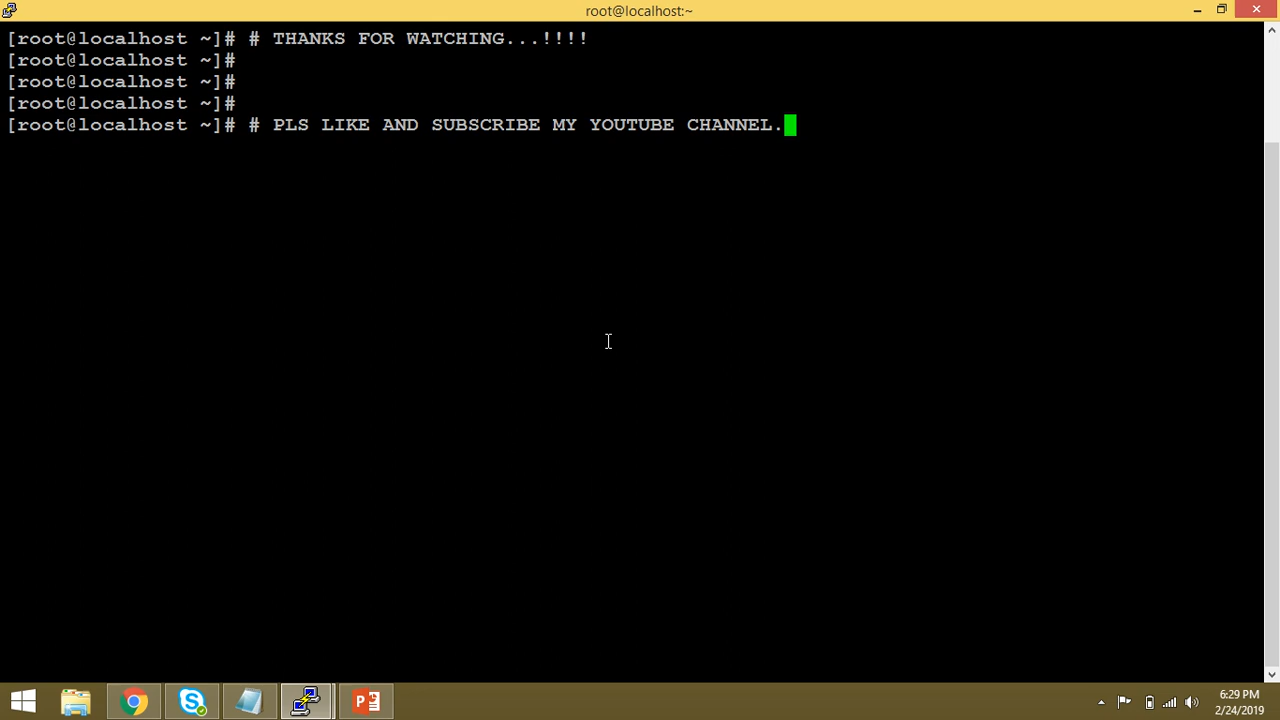 root@localhost:~
[root@localhost ~]# # THANKS FOR WATCHING...!!!!
[root@localhost ~]#
[root@localhost ~]#
[root@localhost ~]#
[root@localhost ~]# # PLS LIKE AND SUBSCRIBE MY YOUTUBE CHANNEL.
6:29 PM
2/24/2019